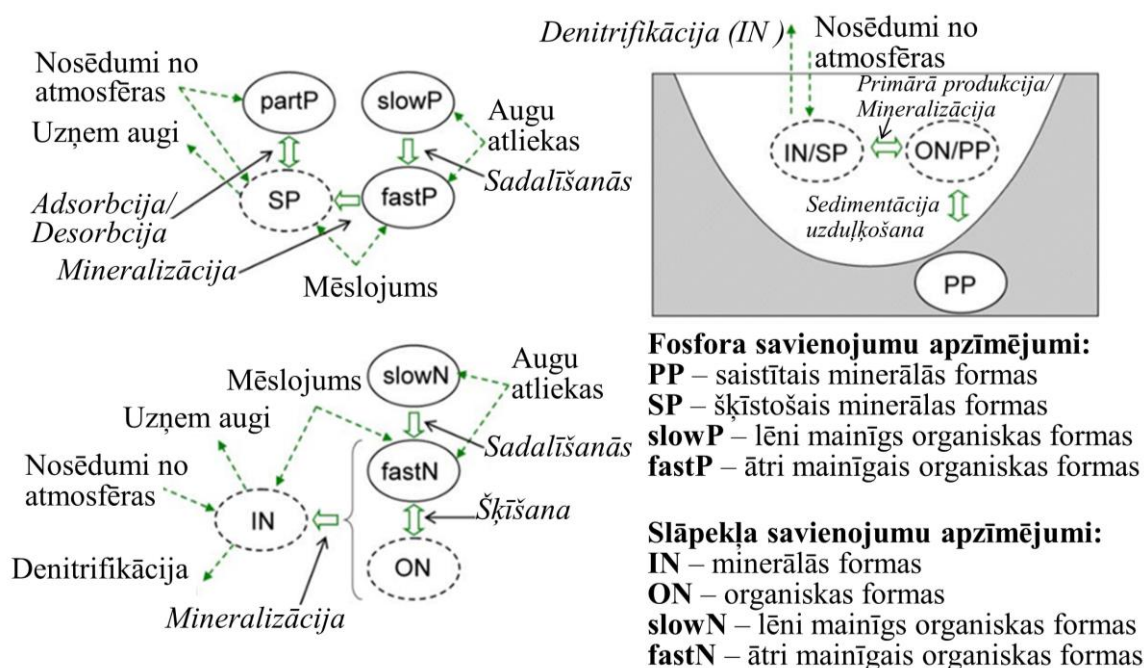 Nosēdumi no
atmosfēras
Uzņem augi
partP
slowP
Augu
atliekas
Sadalīšanās
SP
fastP
Adsorbcija/
Desorbcija
Mineralizācija
Mēslojums
Denitrifikācija (IN )
Nosēdumi no
atmosfēras
Primārā produkcija/
Mineralizācija
IN/SP
ON/PP
Sedimentācija
uzduļķošana
PP
Mēslojums
slowN
Augu
atliekas
Uzņem augi
Sadalīšanās
Nosēdumi no
atmosfēras
fastN
IN
Šķīšana
Denitrifikācija
ON
Mineralizācija
Fosfora savienojumu apzīmējumi:
PP – saistītais minerālās formas
SP – šķīstošais minerālas formas
slowP – lēni mainīgs organiskas formas
fastP – ātri mainīgais organiskas formas
Slāpekļa savienojumu apzīmējumi:
IN – minerālās formas
ON – organiskas formas
slowN – lēni mainīgs organiskas formas
fastN – ātri mainīgais organiskas formas